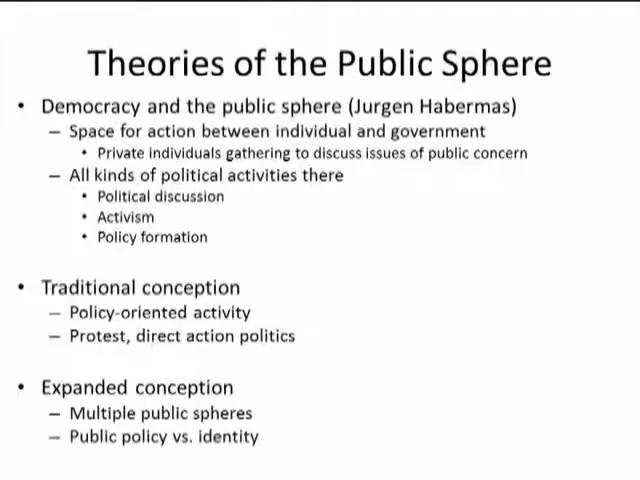 Theories of the Public Sphere
• Democracy and the public sphere (Jurgen Habermas)
– Space for action between individual and government
• Private individuals gathering to discuss issues of public concern
– All kinds of political activities there
• Political discussion
• Activism
• Policy formation
• Traditional conception
– Policy-oriented activity
– Protest, direct action politics
• Expanded conception
– Multiple public spheres
– Public policy vs. identity